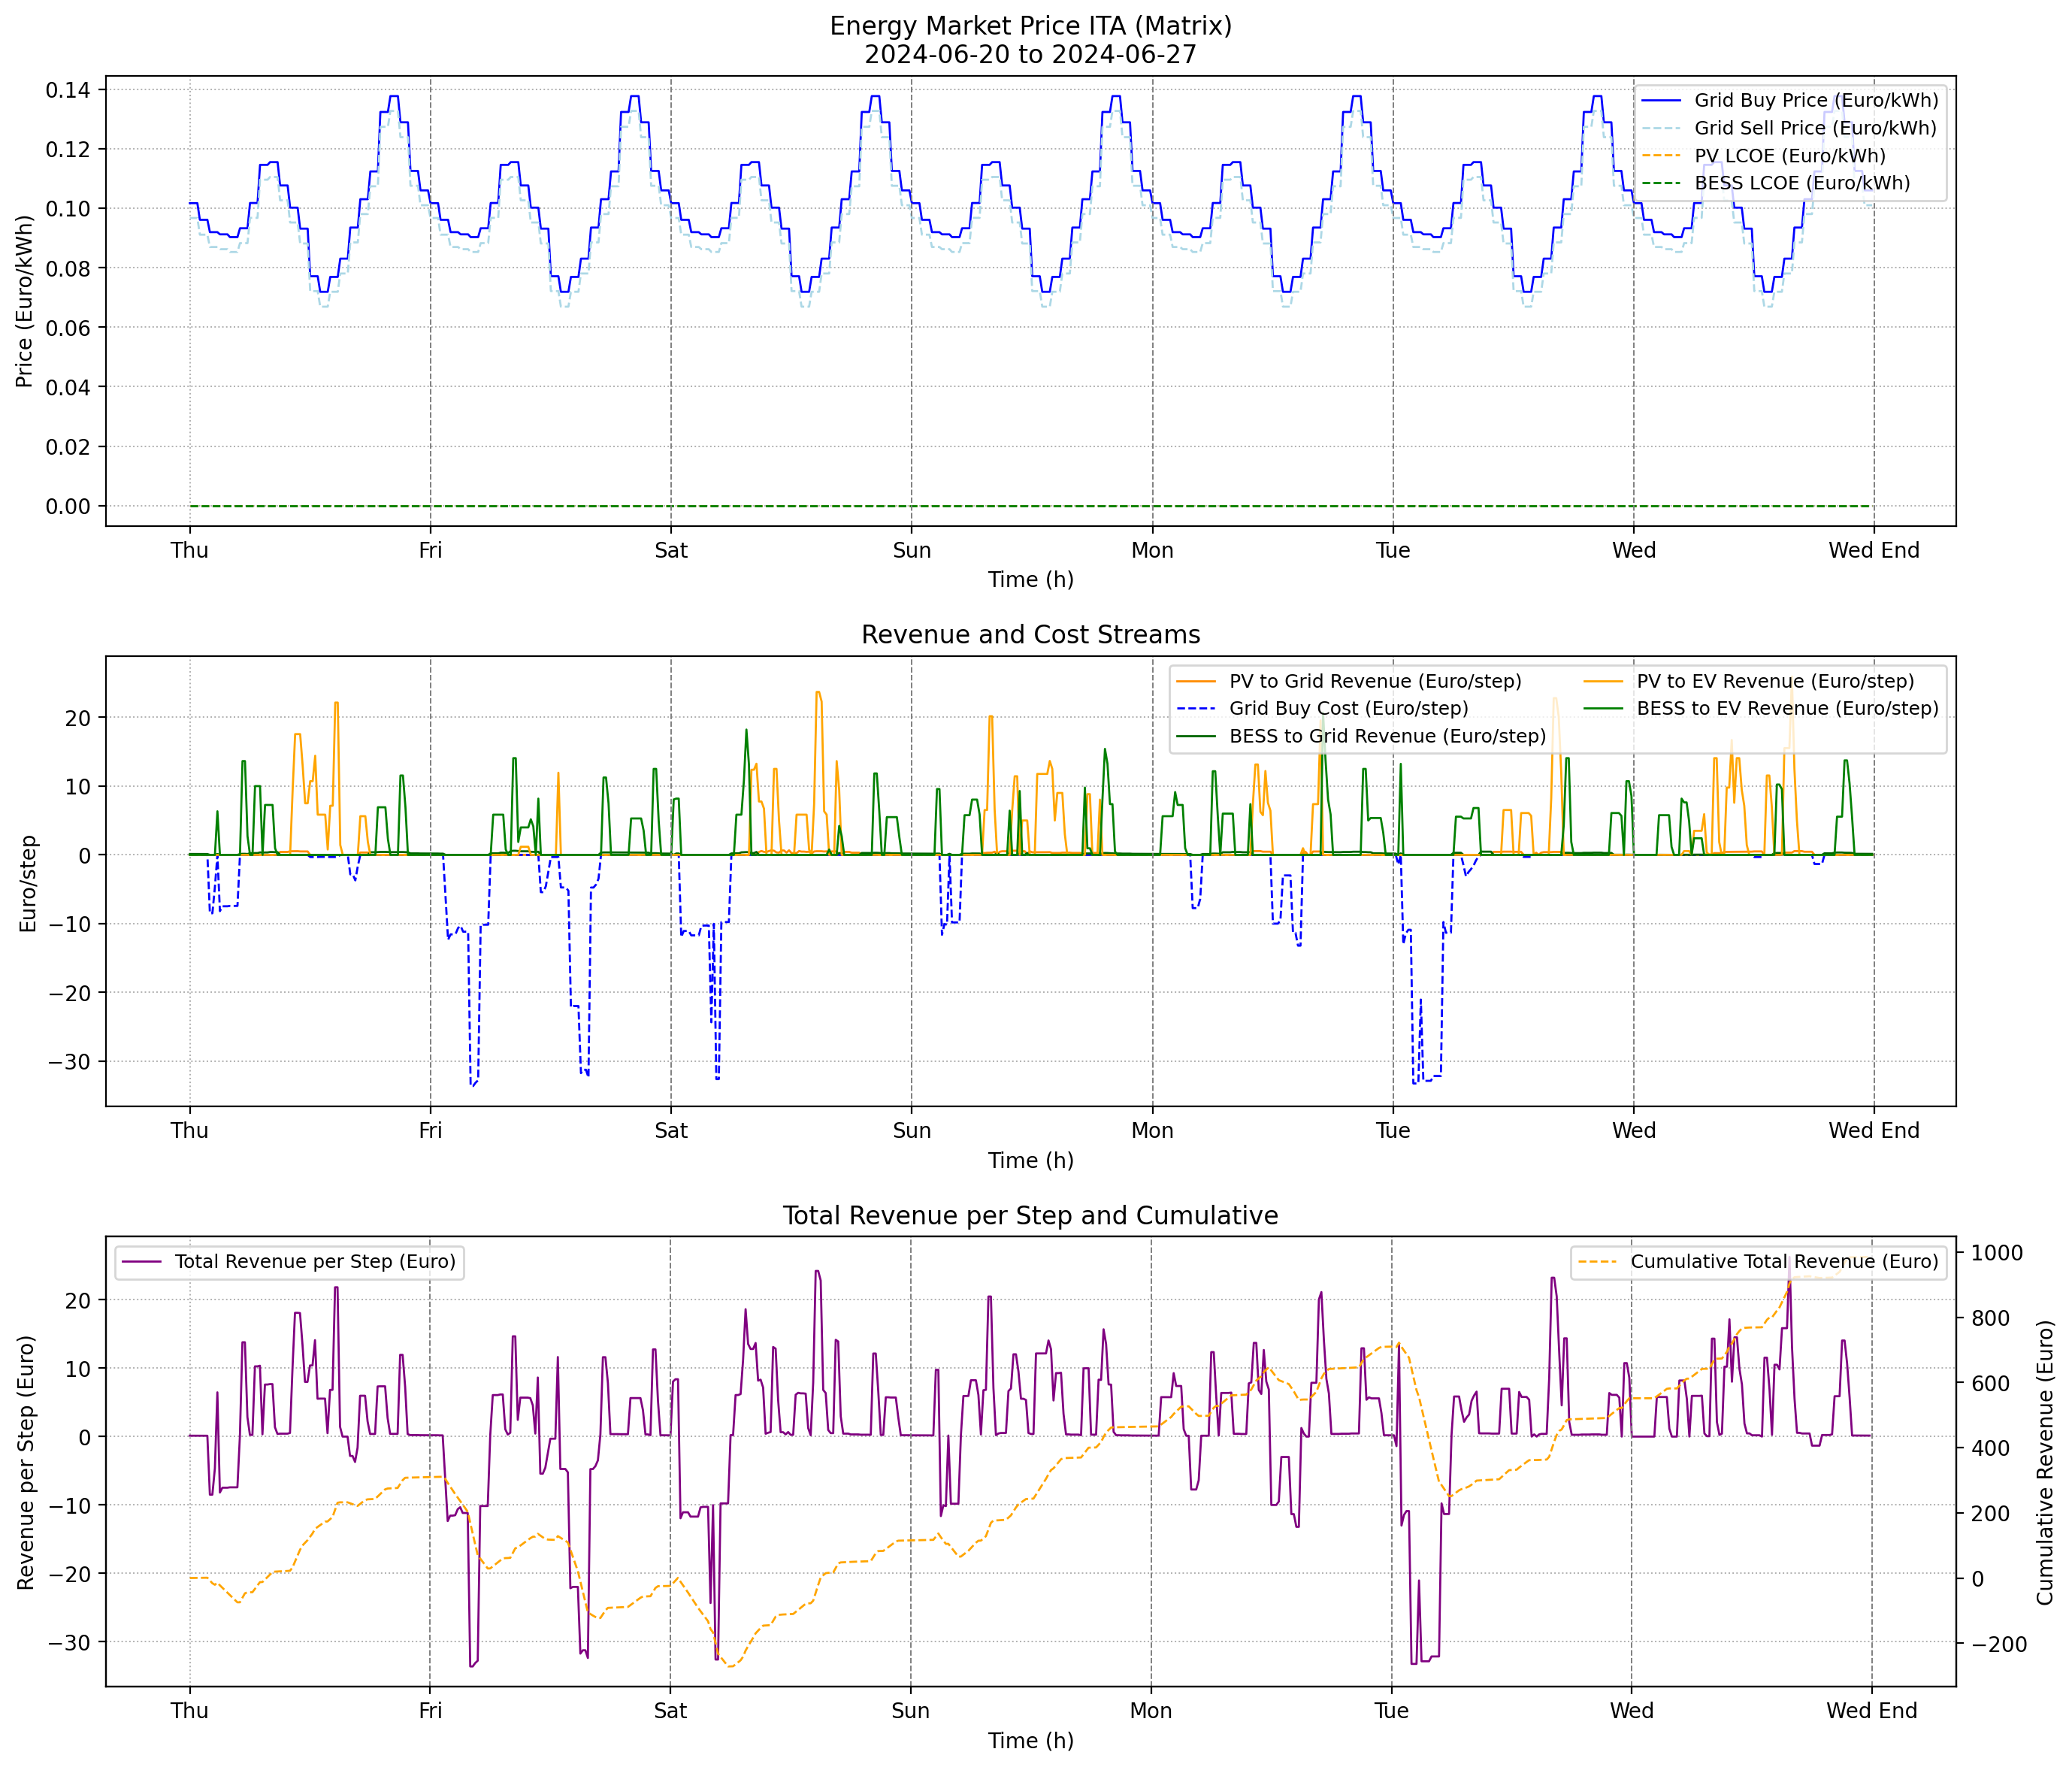 Energy Market Price ITA (Matrix)
2024-06-20 to 2024-06-27
Price (Euro/kWh)
0.14
0.12
0.10
0.08
0.06
0.04
0.02
0.00
Grid Buy Price (Euro/kWh)
Grid Sell Price (Euro/kWh)
PV LCOE (Euro/kWh)
BESS LCOE (Euro/kWh)
Thu Fri Sat Sun Mon Tue Wed Wed End
Time (h)
Revenue and Cost Streams
Euro/step
20
10
0
−10
−20
−30
PV to Grid Revenue (Euro/step)
Grid Buy Cost (Euro/step)
BESS to Grid Revenue (Euro/step)
PV to EV Revenue (Euro/step)
BESS to EV Revenue (Euro/step)
Thu Fri Sat Sun Mon Tue Wed Wed End
Time (h)
Total Revenue per Step and Cumulative
Revenue per Step (Euro)
20
10
0
−10
−20
−30
Total Revenue per Step (Euro)
Cumulative Total Revenue (Euro)
1000
800
600
400
200
0
−200
Cumulative Revenue (Euro)
Thu Fri Sat Sun Mon Tue Wed Wed End
Time (h)